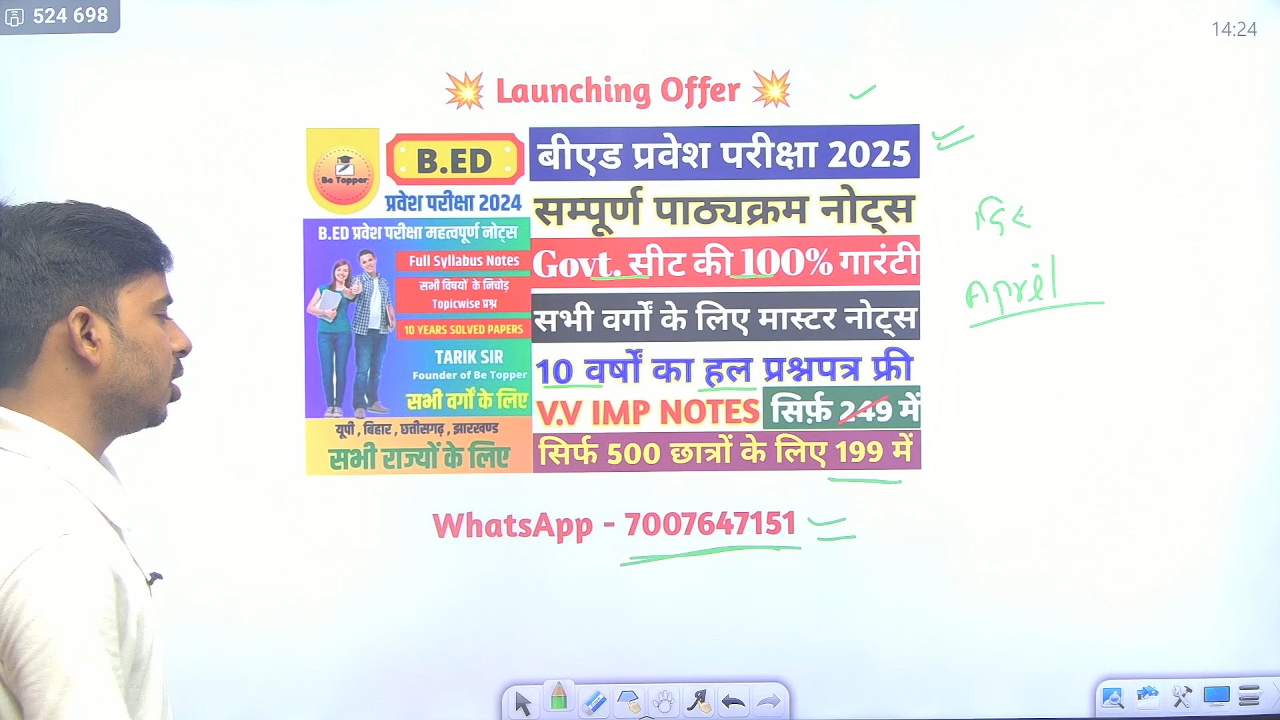 524 698
14:24
💥 Launching Offer 💥
Be Topper
B.ED
प्रवेश परीक्षा 2024
B.ED प्रवेश परीक्षा महत्वपूर्ण नोट्स
Full Syllabus Notes
सभी विषयों के निचोड़
Topicwise प्रश्न
10 YEARS SOLVED PAPERS
TARIK SIR
Founder of Be Topper
सभी वर्गों के लिए
यूपी , बिहार , छत्तीसगढ़ , झारखण्ड
सभी राज्यों के लिए
बीएड प्रवेश परीक्षा 2025
सम्पूर्ण पाठ्यक्रम नोट्स
Govt. सीट की 100% गारंटी
सभी वर्गों के लिए मास्टर नोट्स
10 वर्षों का हल प्रश्नपत्र फ्री
V.V IMP NOTES सिर्फ़ 249 में
सिर्फ 500 छात्रों के लिए 199 में
April
WhatsApp - 7007647151